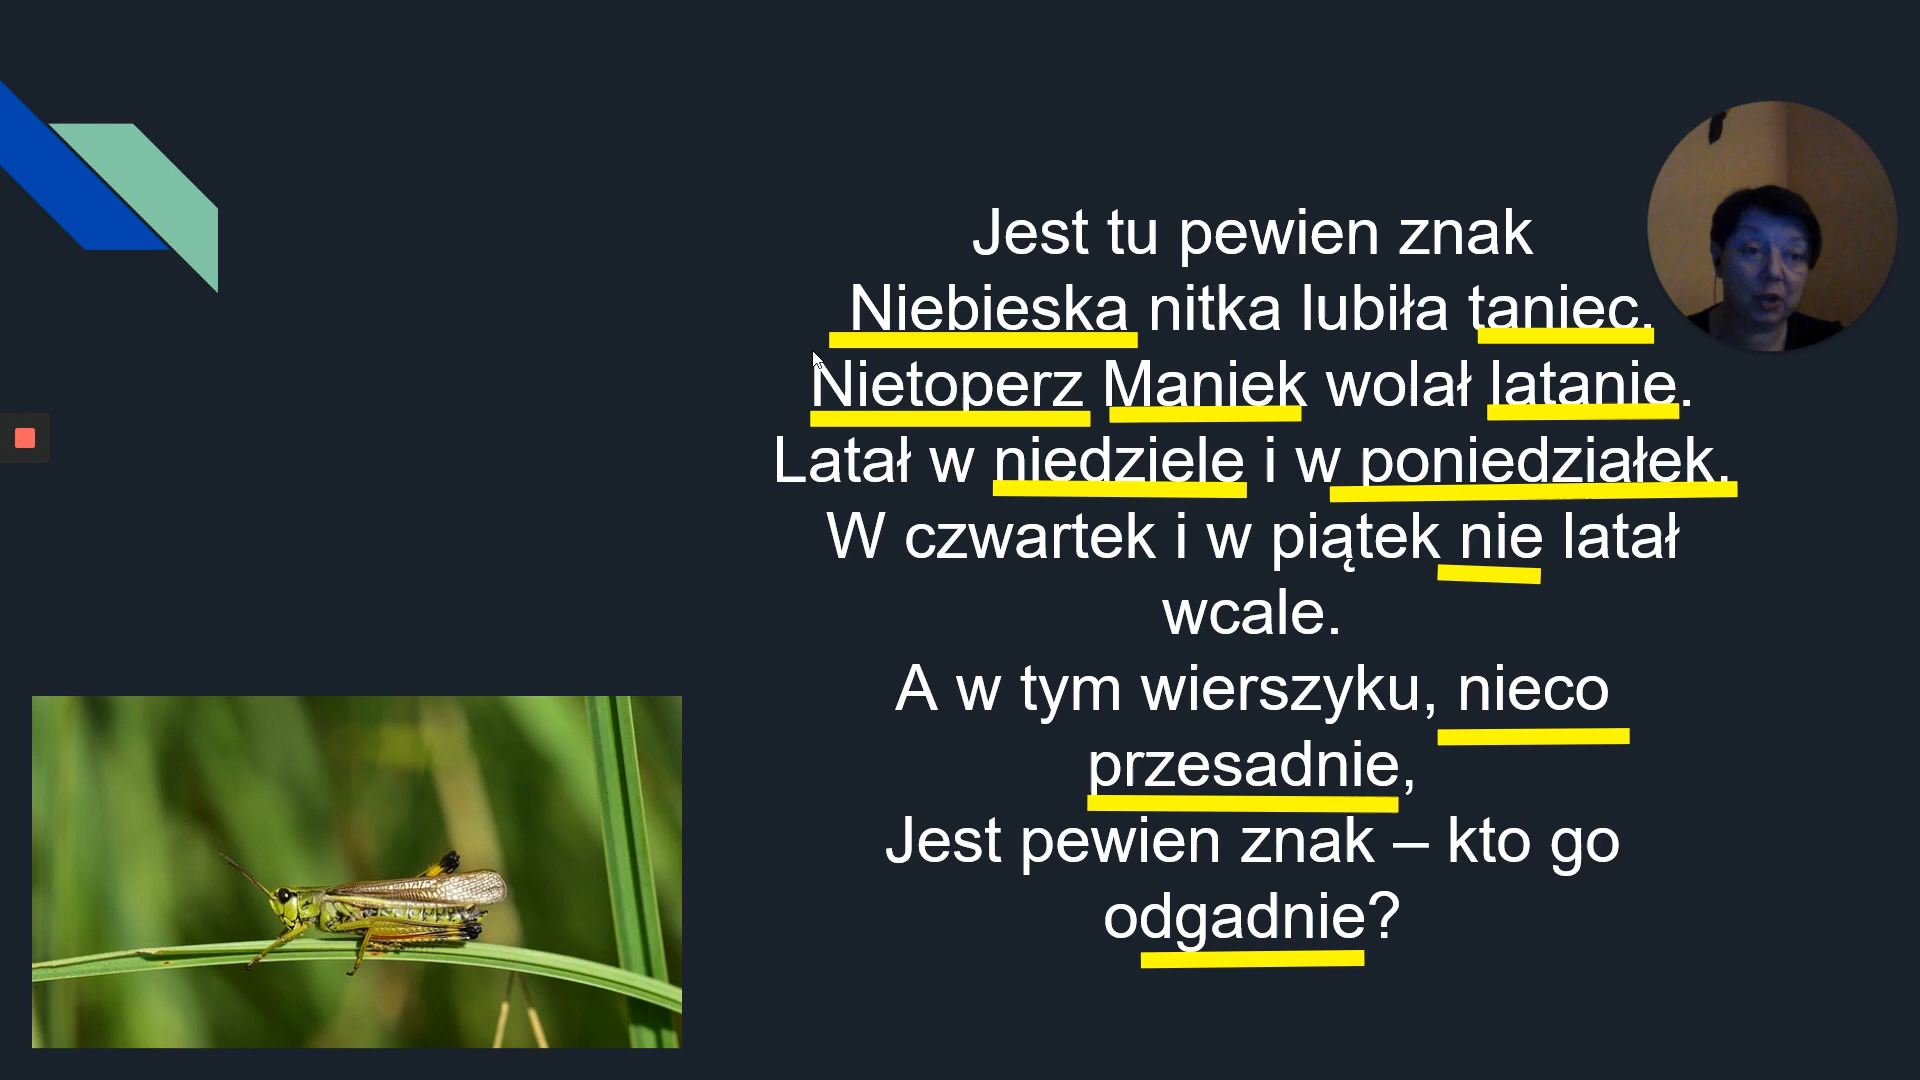 Jest tu pewien znak
Niebieska nitka lubiła taniec.
Nietoperz Maniek wolał latanie.
Latał w niedziele i w poniedziałek.
W czwartek i w piątek nie latał
wcale.
A w tym wierszyku, nieco
przesadnie,
Jest pewien znak – kto go
odgadnie?